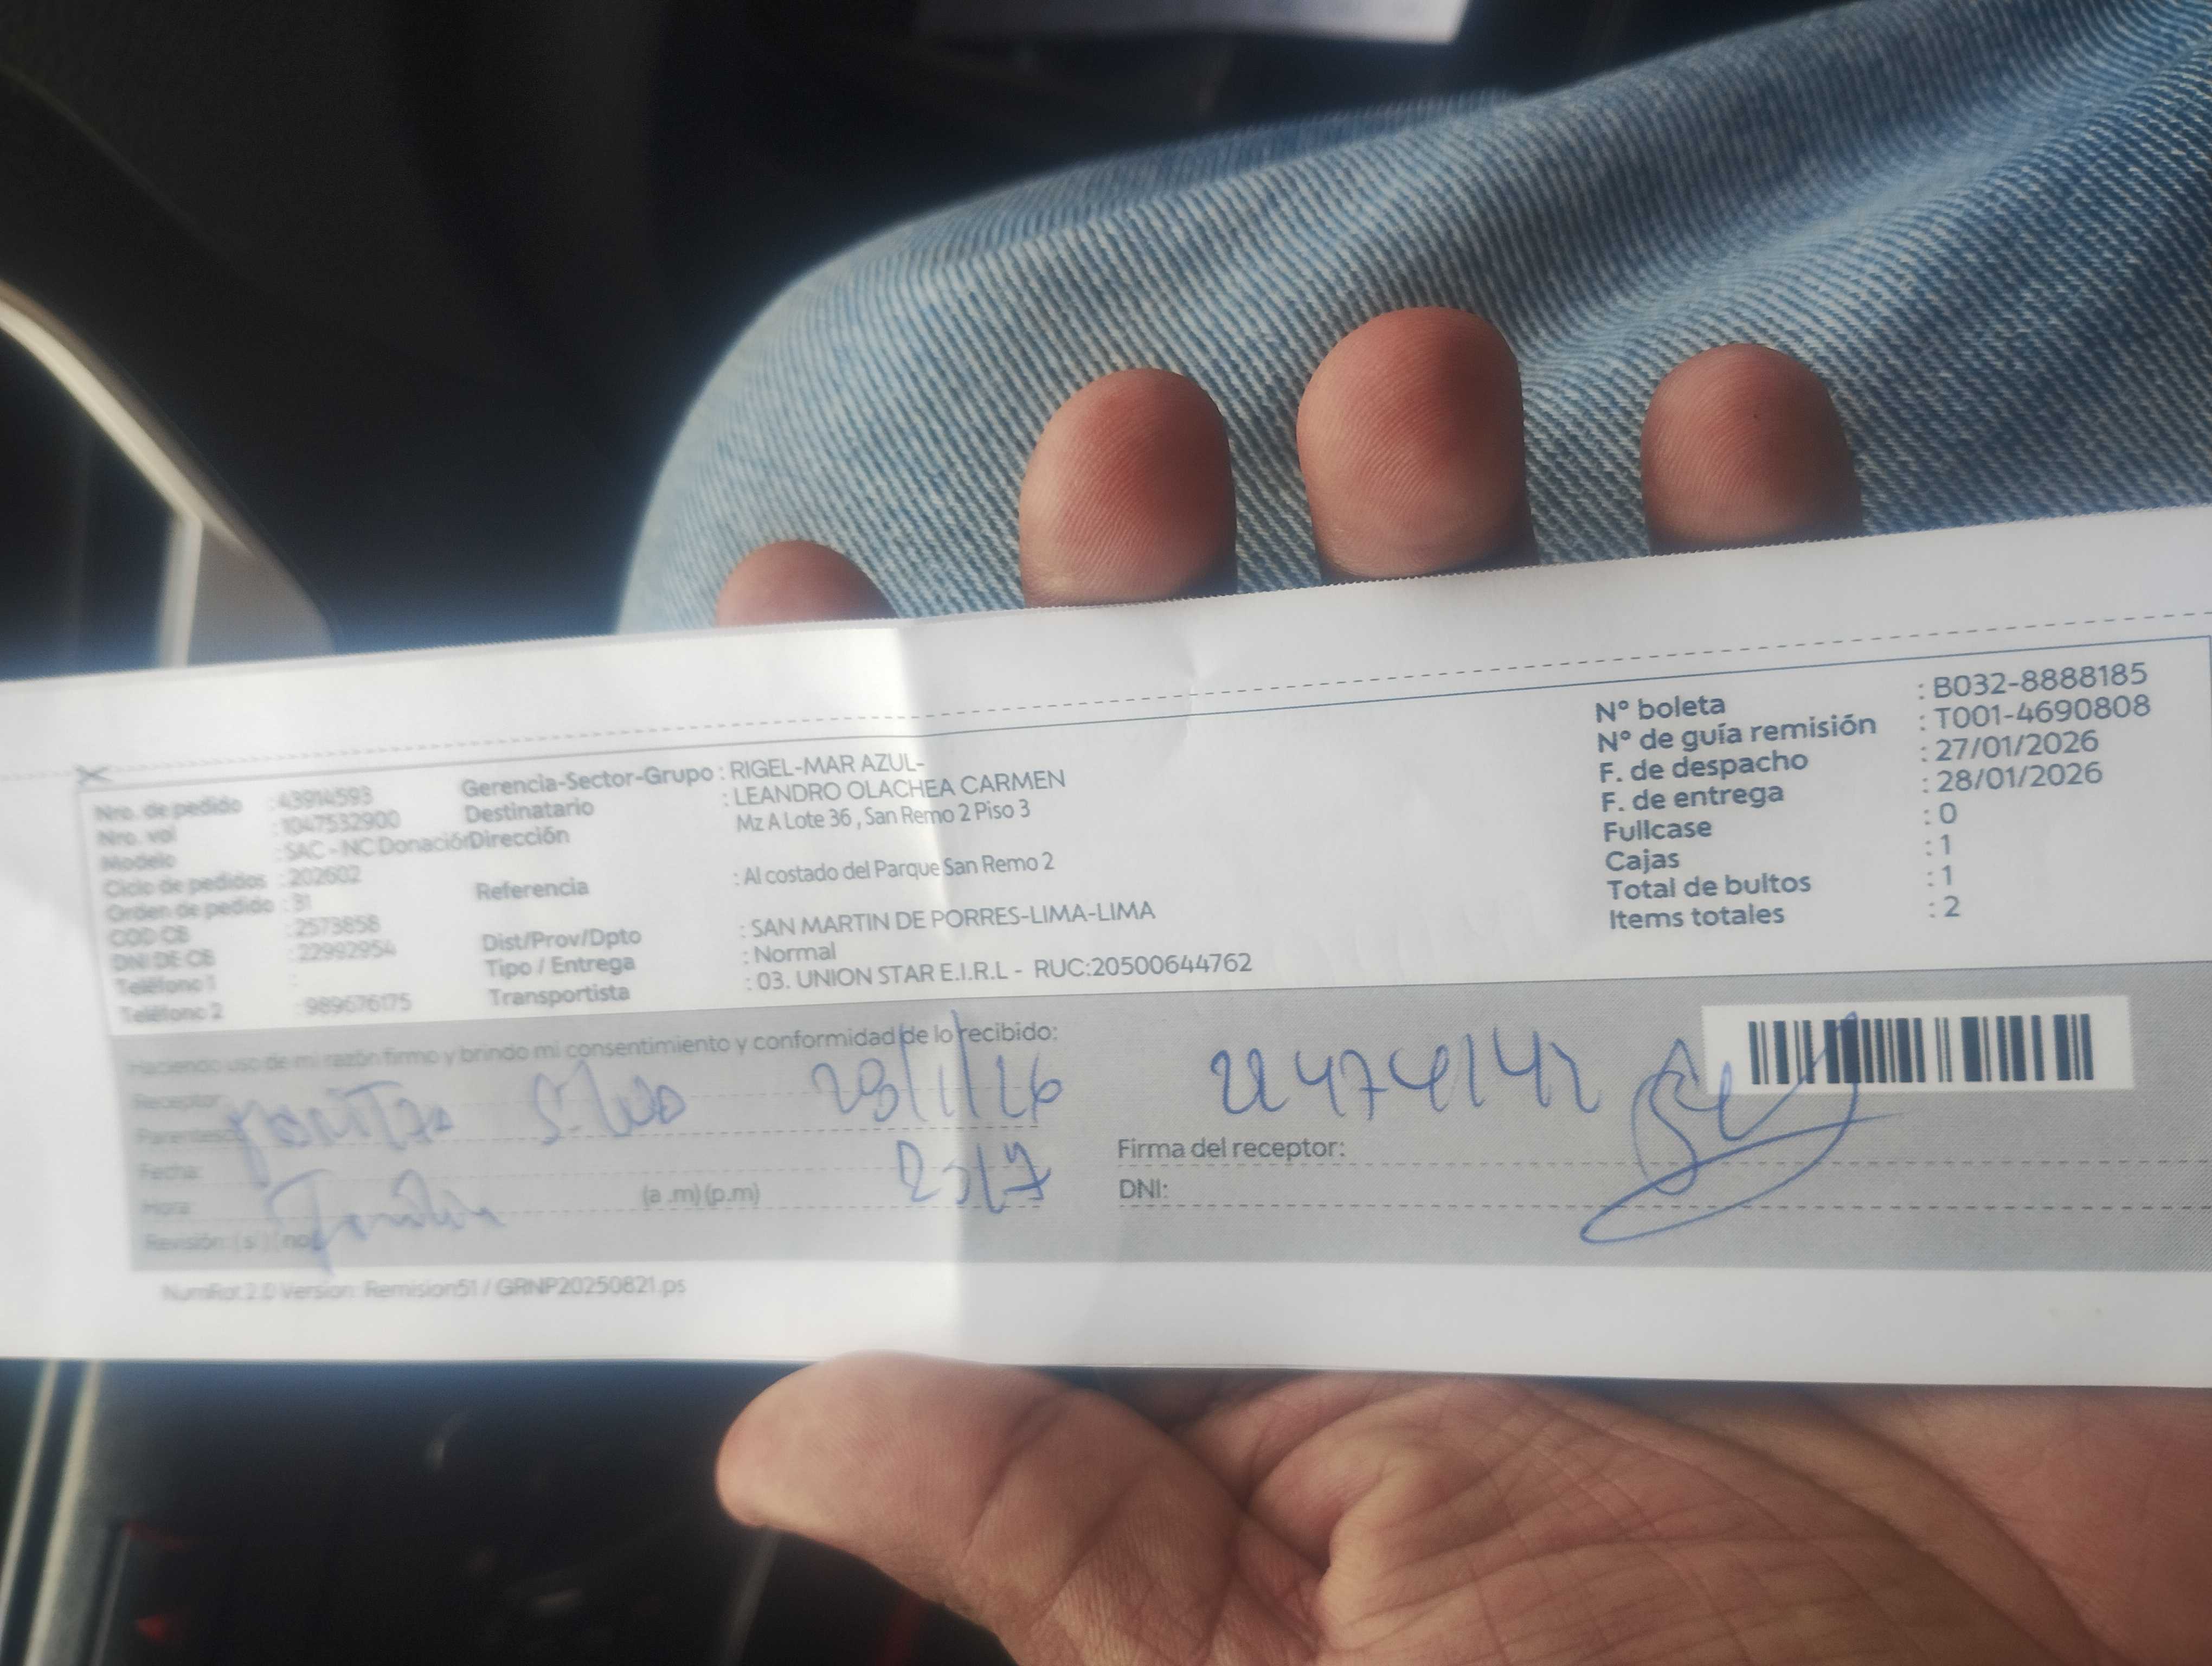 Nro. de pedido : 43914593
Nro. vol : 1047532900
Modelo : SAC - NC Donación
Ciclo de pedidos : 202602
Orden de pedido : 31
COD CB : 2573858
DNI DE CB : 22992954
Teléfono 1 :
Teléfono 2 : 989676175
Gerencia-Sector-Grupo : RIGEL-MAR AZUL-
Destinatario : LEANDRO OLACHEA CARMEN
Dirección Mz A Lote 36 , San Remo 2 Piso 3
Referencia : Al costado del Parque San Remo 2
Dist/Prov/Dpto : SAN MARTIN DE PORRES-LIMA-LIMA
Tipo / Entrega : Normal
Transportista : 03. UNION STAR E.I.R.L - RUC:20500644762
Nº boleta : B032-8888185
Nº de guía remisión : T001-4690808
F. de despacho : 27/01/2026
F. de entrega : 28/01/2026
Fullcase : 0
Cajas : 1
Total de bultos : 1
Items totales : 2
Haciendo uso de mi razón firmo y brindo mi consentimiento y conformidad de lo recibido:
Receptor:
Parentesco:
Fecha:
Hora: (a .m) (p.m)
Revisión: (si) (no)
Firma del receptor:
DNI:
NumRot 2.0 Version: Remision51 / GRNP20250821.ps